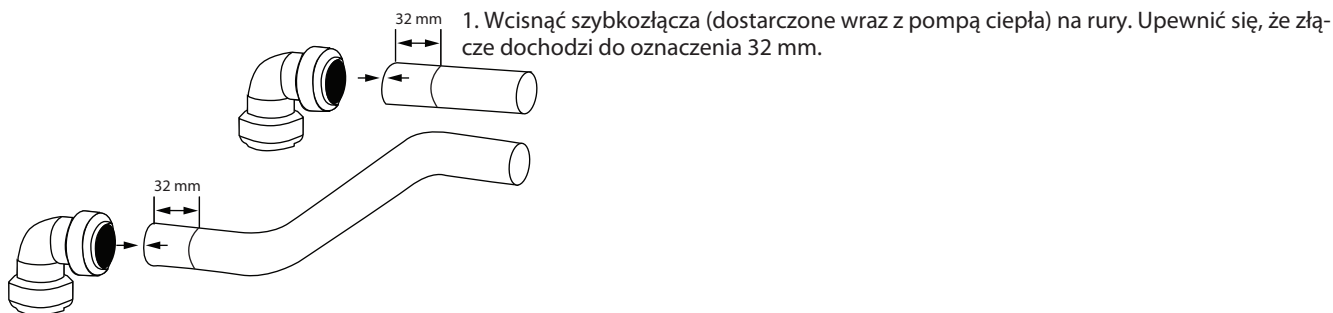 32 mm
1. Wcisnąć szybkozłącza (dostarczone wraz z pompą ciepła) na rury. Upewnić się, że złą-
cze dochodzi do oznaczenia 32 mm.
32 mm